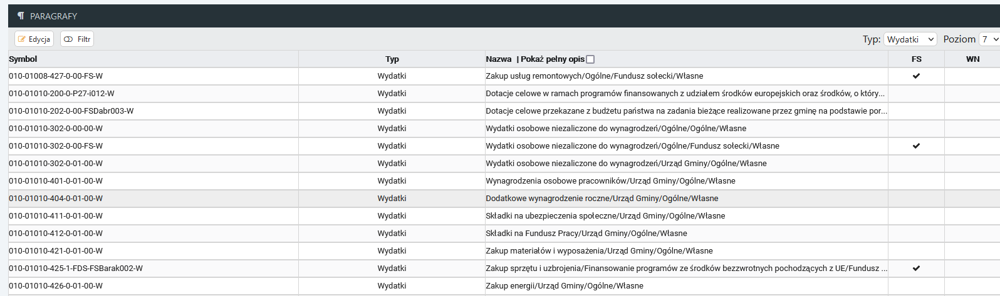 ¶ PARAGRAFY
Edycja Filtr Typ: Wydatki Poziom 7
Symbol Typ Nazwa | Pokaż pełny opis FS WN
010-01008-427-0-00-FS-W Wydatki Zakup usług remontowych/Ogólne/Fundusz sołecki/Własne ✔
010-01010-200-0-P27-i012-W Wydatki Dotacje celowe w ramach programów finansowanych z udziałem środków europejskich oraz środków, o który...
010-01010-202-0-00-FSDabr003-W Wydatki Dotacje celowe przekazane z budżetu państwa na zadania bieżące realizowane przez gminę na podstawie por...
010-01010-302-0-00-00-W Wydatki Wydatki osobowe niezaliczone do wynagrodzeń/Ogólne/Ogólne/Własne
010-01010-302-0-00-FS-W Wydatki Wydatki osobowe niezaliczone do wynagrodzeń/Ogólne/Fundusz sołecki/Własne ✔
010-01010-302-0-01-00-W Wydatki Wydatki osobowe niezaliczone do wynagrodzeń/Urząd Gminy/Ogólne/Własne
010-01010-401-0-01-00-W Wydatki Wynagrodzenia osobowe pracowników/Urząd Gminy/Ogólne/Własne
010-01010-404-0-01-00-W Wydatki Dodatkowe wynagrodzenie roczne/Urząd Gminy/Ogólne/Własne
010-01010-411-0-01-00-W Wydatki Składki na ubezpieczenia społeczne/Urząd Gminy/Ogólne/Własne
010-01010-412-0-01-00-W Wydatki Składki na Fundusz Pracy/Urząd Gminy/Ogólne/Własne
010-01010-421-0-01-00-W Wydatki Zakup materiałów i wyposażenia/Urząd Gminy/Ogólne/Własne
010-01010-425-1-FDS-FSBarak002-W Wydatki Zakup sprzętu i uzbrojenia/Finansowanie programów ze środków bezzwrotnych pochodzących z UE/Fundusz ... ✔
010-01010-426-0-01-00-W Wydatki Zakup energii/Urząd Gminy/Ogólne/Własne